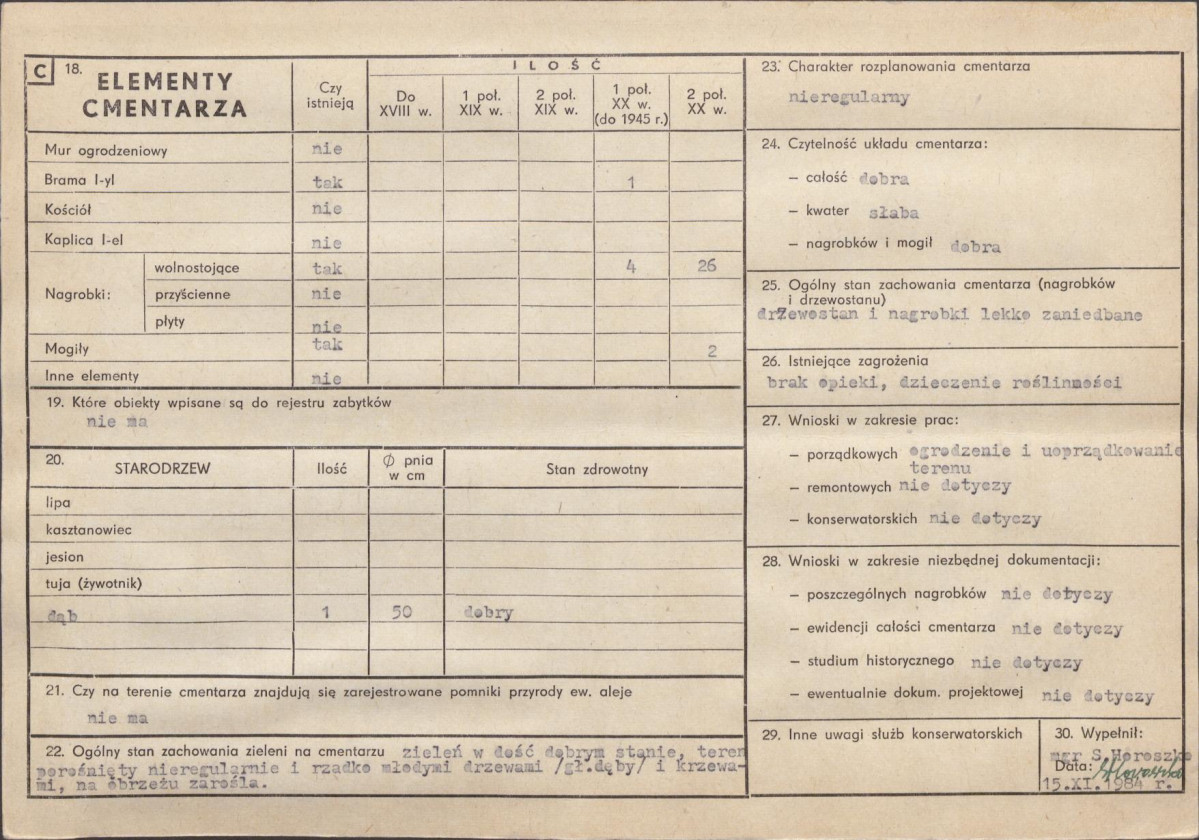 C 18. ELEMENTY CMENTARZA
Czy istnieją
ILOŚĆ
Do XVIII w.
1 poł. XIX w.
2 poł. XIX w.
1 poł. XX w. (do 1945 r.)
2 poł. XX w.
Mur ogrodzeniowy nie
Brama I-yl tak 1
Kościół nie
Kaplica I-el nie
Nagrobki: wolnostojące tak 4 26
przyścienne nie
płyty nie
Mogiły tak 2
Inne elementy nie
19. Które obiekty wpisane są do rejestru zabytków
nie ma
20. STARODRZEW Ilość Ø pnia w cm Stan zdrowotny
lipa
kasztanowiec
jesion
tuja (żywotnik)
dąb 1 50 dobry
21. Czy na terenie cmentarza znajdują się zarejestrowane pomniki przyrody ew. aleje
nie ma
22. Ogólny stan zachowania zieleni na cmentarzu zieleń w dość dobrym stanie, teren
porośnięty nieregularnie i rzadko młodymi drzewami /gł.dęby/ i krzewa-
mi, na obrzeżu zarośla.
23. Charakter rozplanowania cmentarza
nieregularny
24. Czytelność układu cmentarza:
– całość dobra
– kwater słaba
– nagrobków i mogił dobra
25. Ogólny stan zachowania cmentarza (nagrobków
i drzewostanu)
drzewostan i nagrobki lekko zaniedbane
26. Istniejące zagrożenia
brak opieki, dziczenie roślinności
27. Wnioski w zakresie prac:
– porządkowych ogrodzenie i uoprządkowanie
terenu
– remontowych nie dotyczy
– konserwatorskich nie dotyczy
28. Wnioski w zakresie niezbędnej dokumentacji:
– poszczególnych nagrobków nie dotyczy
– ewidencji całości cmentarza nie dotyczy
– studium historycznego nie dotyczy
– ewentualnie dokum. projektowej nie dotyczy
29. Inne uwagi służb konserwatorskich
30. Wypełnił:
mgr S.Horoszko
Data:
15.XI.1984 r.